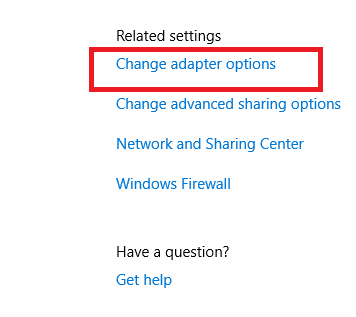 Related settings
Change adapter options
Change advanced sharing options
Network and Sharing Center
Windows Firewall
Have a question?
Get help